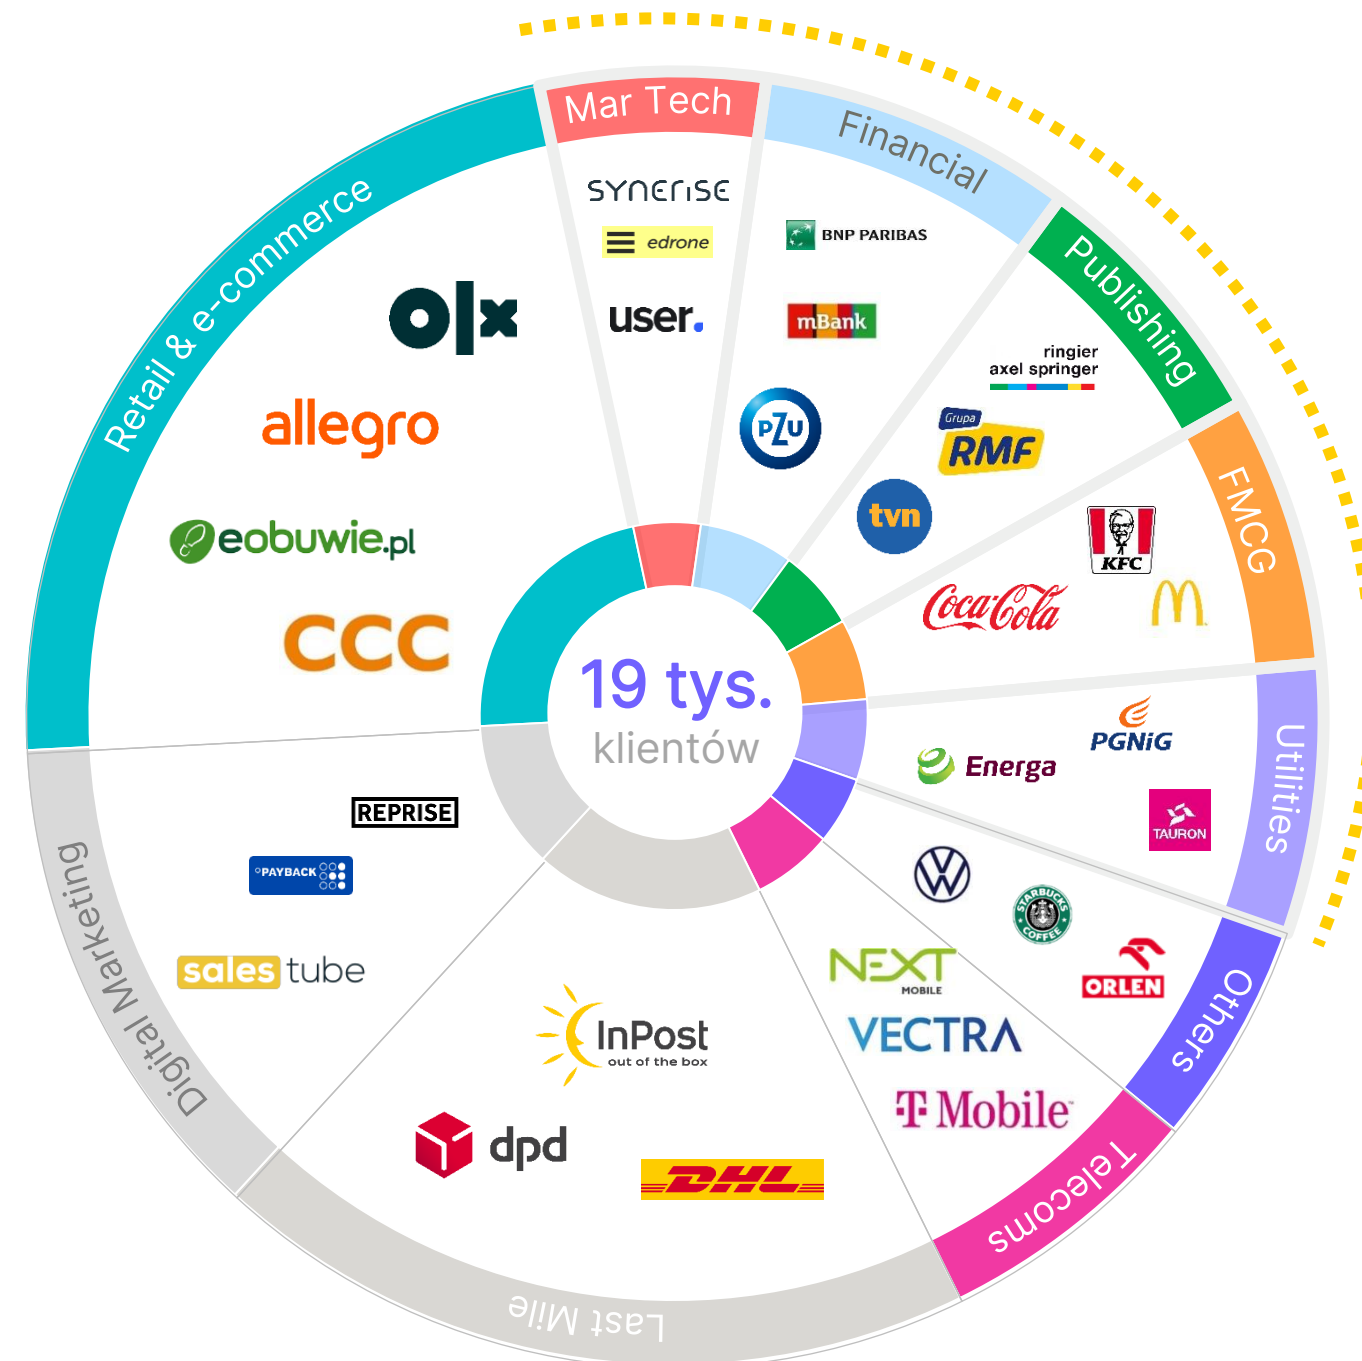 Mar Tech
SYNERISE
edrone
user.
Financial
BNP PARIBAS
mBank
PZU
Publishing
ringier
axel springer
Grupa
RMF
tvn
FMCG
KFC
Coca-Cola
Utilities
PGNiG
Energa
TAURON
Others
STARBUCKS
COFFEE
ORLEN
Telecoms
NEXT
MOBILE
VECTRA
T Mobile
Last Mile
InPost
out of the box
dpd
DHL
Digital Marketing
REPRISE
PAYBACK
sales tube
Retail & e-commerce
olx
allegro
eobuwie.pl
CCC
19 tys.
klientów